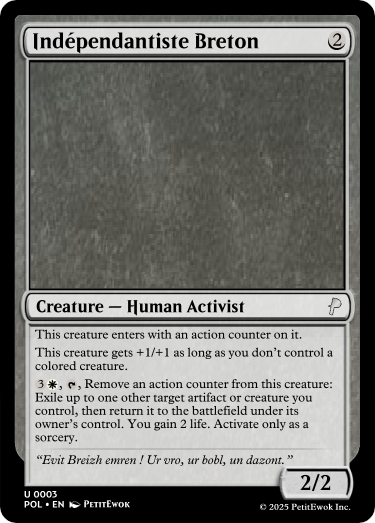 Indépendantiste Breton 2
Creature — Human Activist
This creature enters with an action counter on it.
This creature gets +1/+1 as long as you don't control a
colored creature.
3, , Remove an action counter from this creature:
Exile up to one other target artifact or creature you
control, then return it to the battlefield under its
owner's control. You gain 2 life. Activate only as a
sorcery.
“Evit Breizh emren ! Ur vro, ur bobl, un dazont.”
2/2
U 0003
POL • EN PetitEwok
© 2025 PetitEwok Inc.